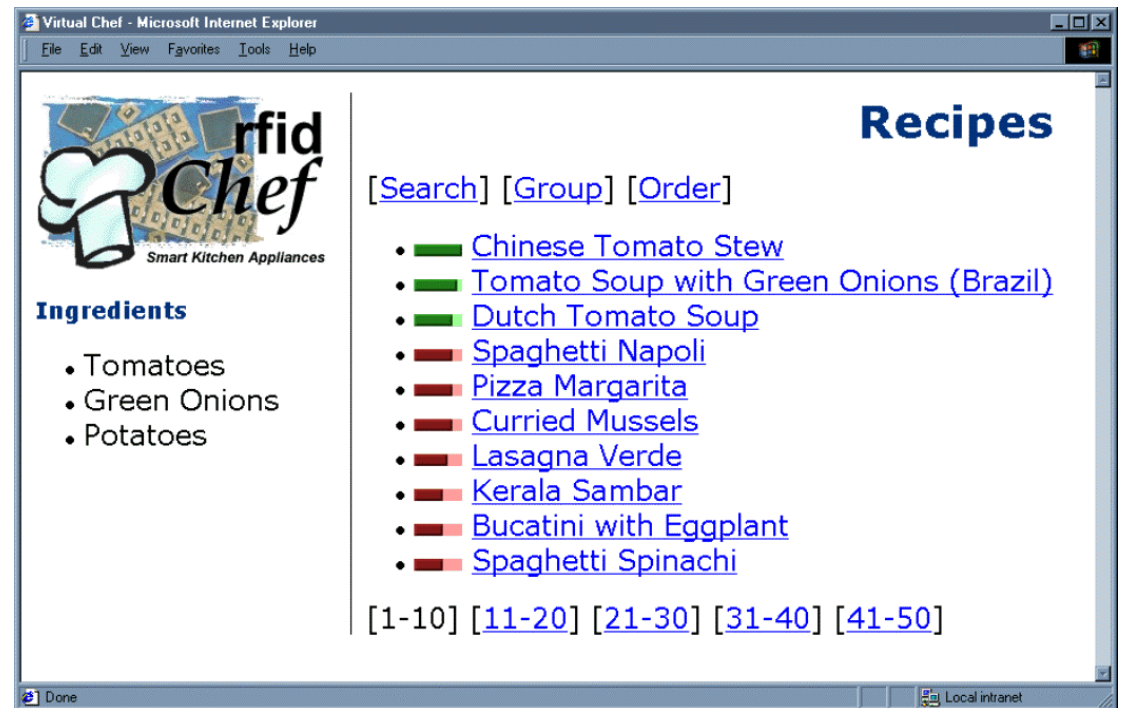 Virtual Chef - Microsoft Internet Explorer
File Edit View Favorites Tools Help
rfid
Chef
Smart Kitchen Appliances
Ingredients
• Tomatoes
• Green Onions
• Potatoes
Recipes
[Search] [Group] [Order]
• Chinese Tomato Stew
• Tomato Soup with Green Onions (Brazil)
• Dutch Tomato Soup
• Spaghetti Napoli
• Pizza Margarita
• Curried Mussels
• Lasagna Verde
• Kerala Sambar
• Bucatini with Eggplant
• Spaghetti Spinachi
[1-10] [11-20] [21-30] [31-40] [41-50]
Done
Local intranet